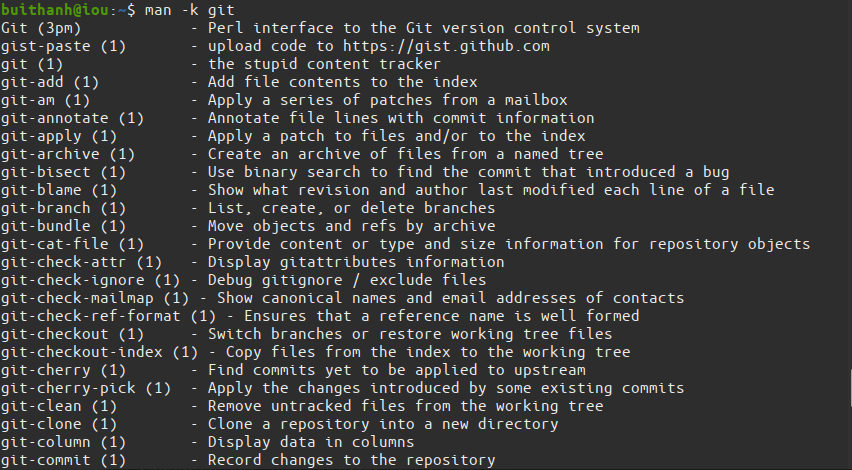 buithanh@iou:~$ man -k git
Git (3pm)            - Perl interface to the Git version control system
gist-paste (1)       - upload code to https://gist.github.com
git (1)              - the stupid content tracker
git-add (1)          - Add file contents to the index
git-am (1)           - Apply a series of patches from a mailbox
git-annotate (1)     - Annotate file lines with commit information
git-apply (1)        - Apply a patch to files and/or to the index
git-archive (1)      - Create an archive of files from a named tree
git-bisect (1)       - Use binary search to find the commit that introduced a bug
git-blame (1)        - Show what revision and author last modified each line of a file
git-branch (1)       - List, create, or delete branches
git-bundle (1)       - Move objects and refs by archive
git-cat-file (1)     - Provide content or type and size information for repository objects
git-check-attr (1)   - Display gitattributes information
git-check-ignore (1) - Debug gitignore / exclude files
git-check-mailmap (1) - Show canonical names and email addresses of contacts
git-check-ref-format (1) - Ensures that a reference name is well formed
git-checkout (1)     - Switch branches or restore working tree files
git-checkout-index (1) - Copy files from the index to the working tree
git-cherry (1)       - Find commits yet to be applied to upstream
git-cherry-pick (1)  - Apply the changes introduced by some existing commits
git-clean (1)        - Remove untracked files from the working tree
git-clone (1)        - Clone a repository into a new directory
git-column (1)       - Display data in columns
git-commit (1)       - Record changes to the repository